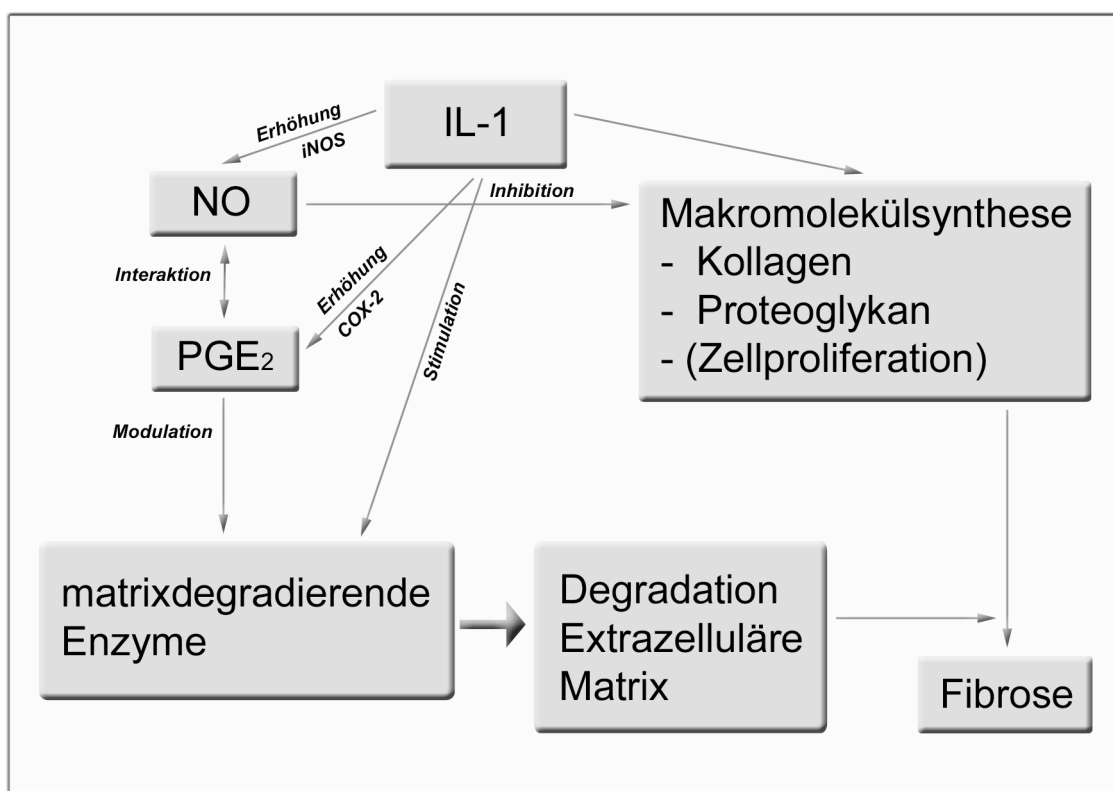 IL-1
Erhöhung
iNOS
NO
Inhibition
Makromolekülsynthese
- Kollagen
- Proteoglykan
- (Zellproliferation)
Interaktion
Erhöhung
COX-2
Stimulation
PGE2
Modulation
matrixdegradierende
Enzyme
Degradation
Extrazelluläre
Matrix
Fibrose